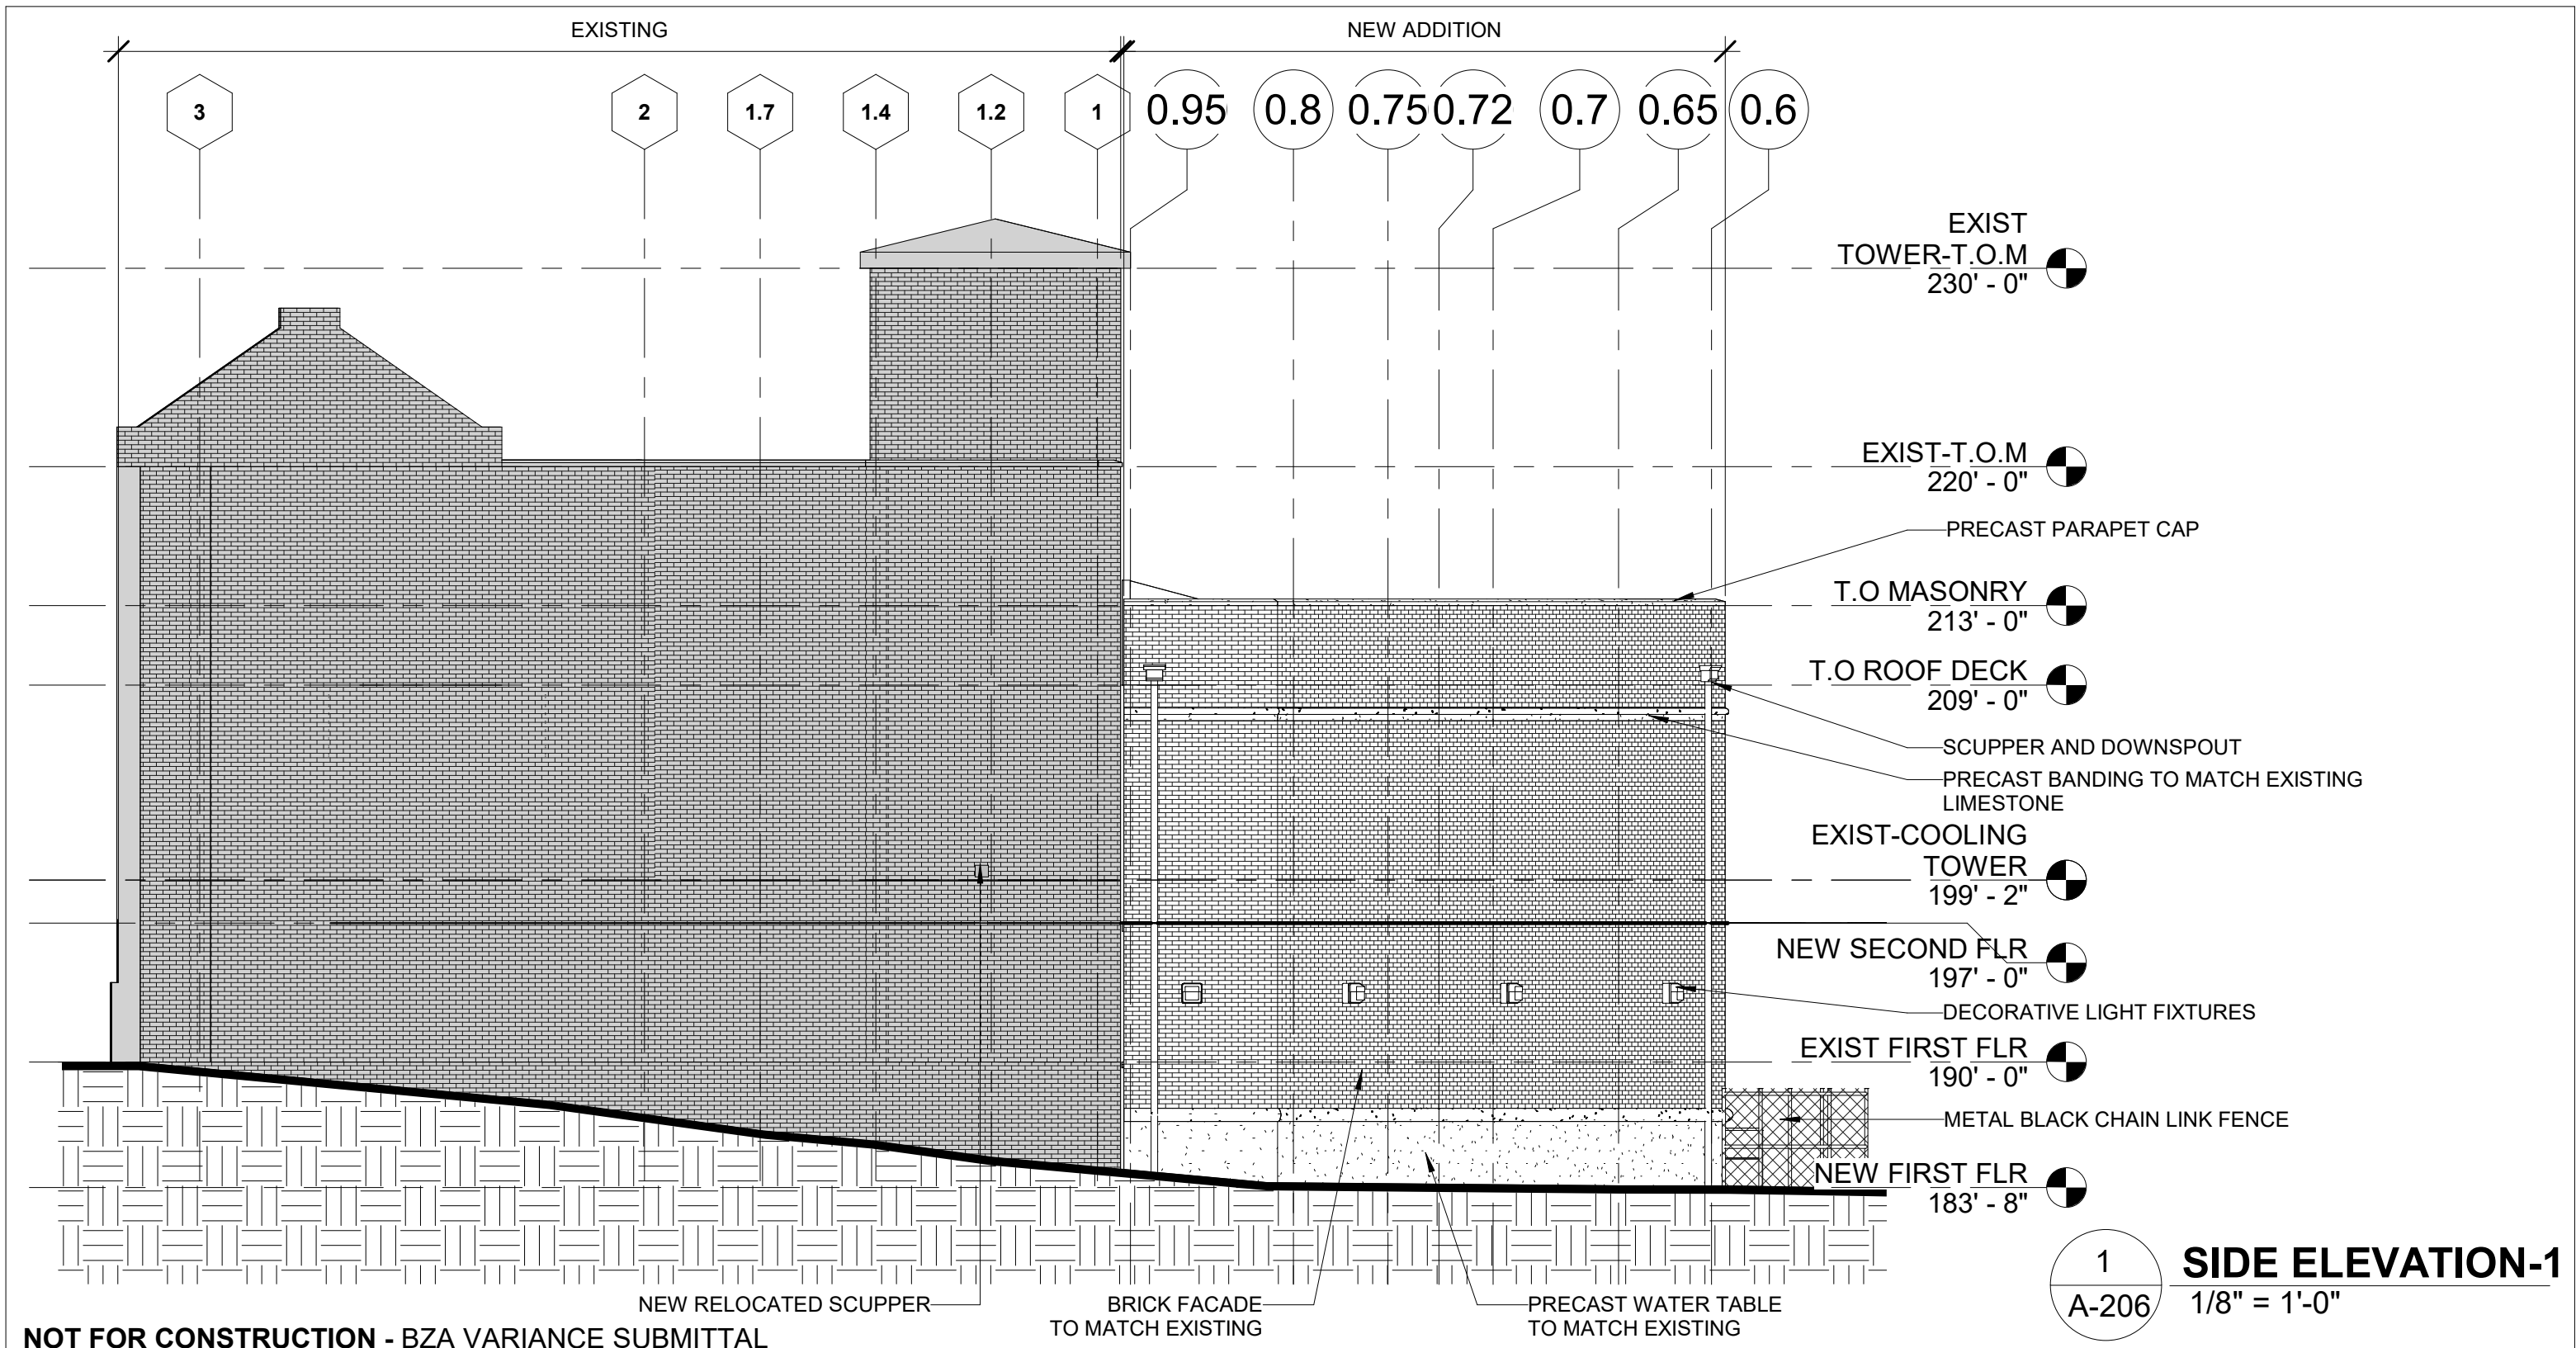 EXISTING
NEW ADDITION
3
2
1.7
1.4
1.2
1
0.95
0.8
0.75
0.72
0.7
0.65
0.6
EXIST
TOWER-T.O.M
230' - 0"
EXIST-T.O.M
220' - 0"
PRECAST PARAPET CAP
T.O MASONRY
213' - 0"
T.O ROOF DECK
209' - 0"
SCUPPER AND DOWNSPOUT
PRECAST BANDING TO MATCH EXISTING
LIMESTONE
EXIST-COOLING
TOWER
199' - 2"
NEW SECOND FLR
197' - 0"
DECORATIVE LIGHT FIXTURES
EXIST FIRST FLR
190' - 0"
METAL BLACK CHAIN LINK FENCE
NEW FIRST FLR
183' - 8"
NEW RELOCATED SCUPPER
BRICK FACADE
TO MATCH EXISTING
PRECAST WATER TABLE
TO MATCH EXISTING
1
A-206
SIDE ELEVATION-1
1/8" = 1'-0"
NOT FOR CONSTRUCTION - BZA VARIANCE SUBMITTAL